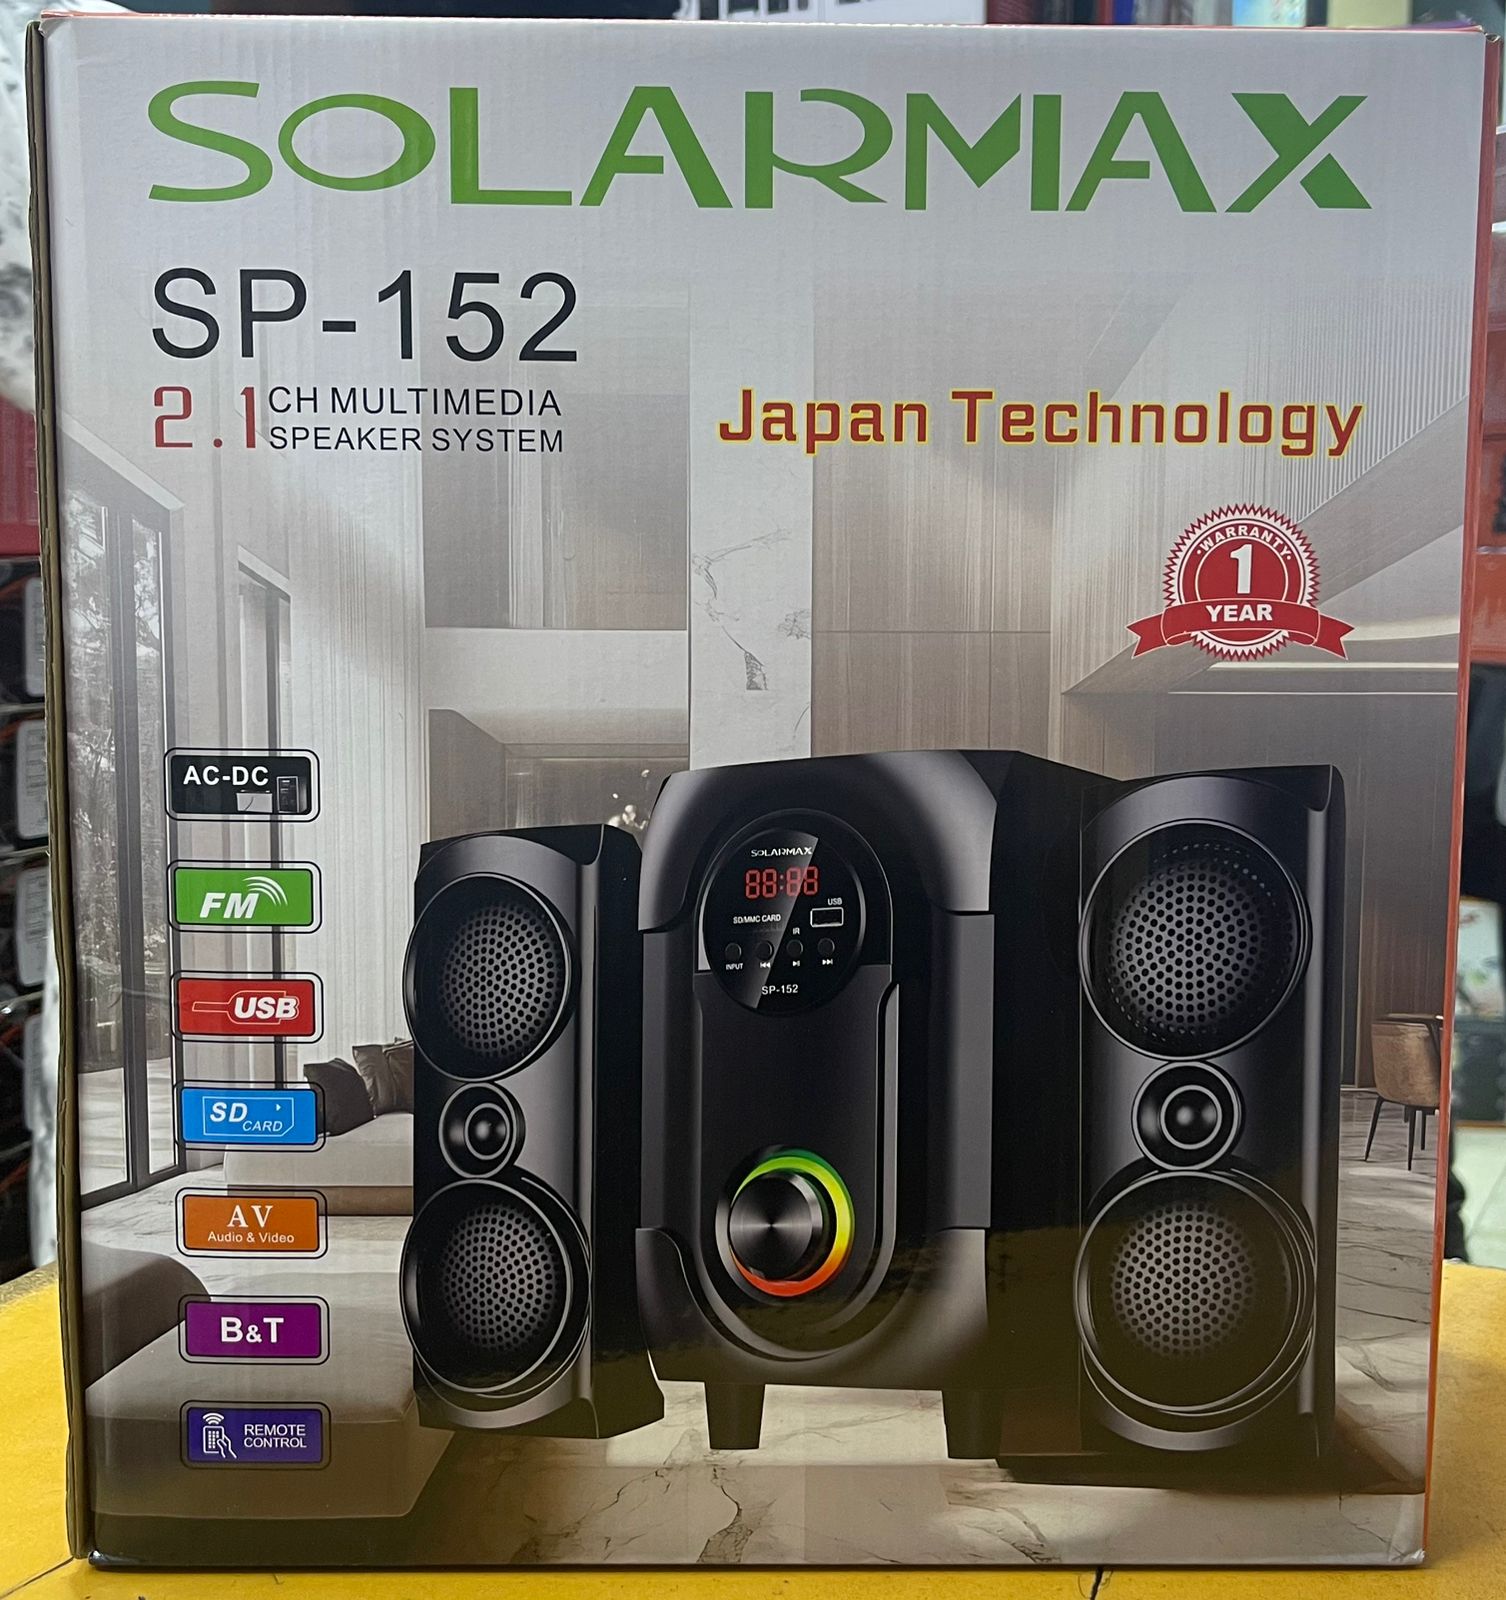 SOLARMAX
SP-152
2.1 CH MULTIMEDIA
SPEAKER SYSTEM
Japan Technology
WARRANTY
1
YEAR
AC-DC
FM
USB
SD
CARD
AV
Audio & Video
B&T
REMOTE
CONTROL
SOLARMAX
88:88
USB
SD/MMC CARD
IR
INPUT
SP-152